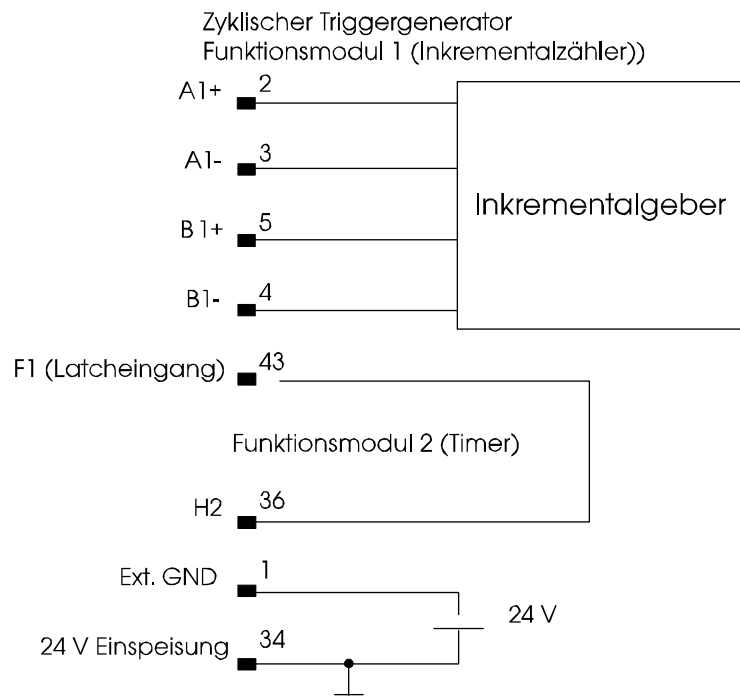 Zyklischer Triggergenerator
Funktionsmodul 1 (Inkrementalzähler))
A1+ 2
A1- 3
Inkrementalgeber
B1+ 5
B1- 4
F1 (Latcheingang) 43
Funktionsmodul 2 (Timer)
H2 36
Ext. GND 1
24 V
24 V Einspeisung 34